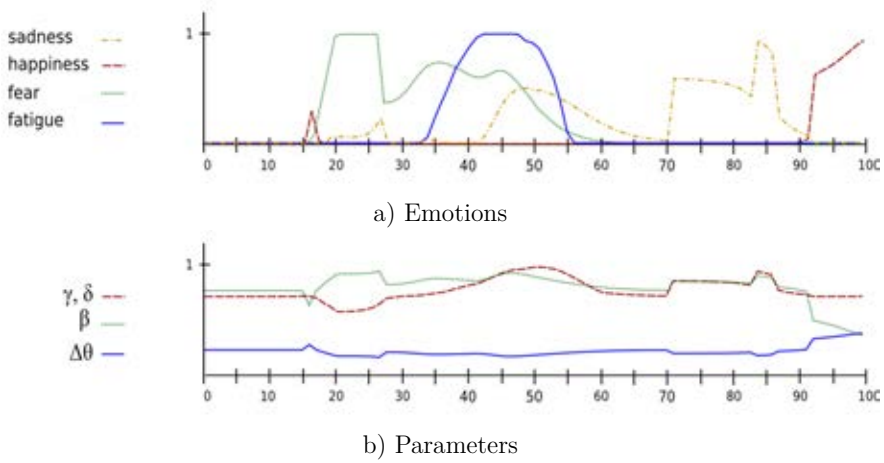 sadness
happiness
fear
fatigue
1
0 10 20 30 40 50 60 70 80 90 100
a) Emotions
γ, δ
β
Δθ
1
0 10 20 30 40 50 60 70 80 90 100
b) Parameters